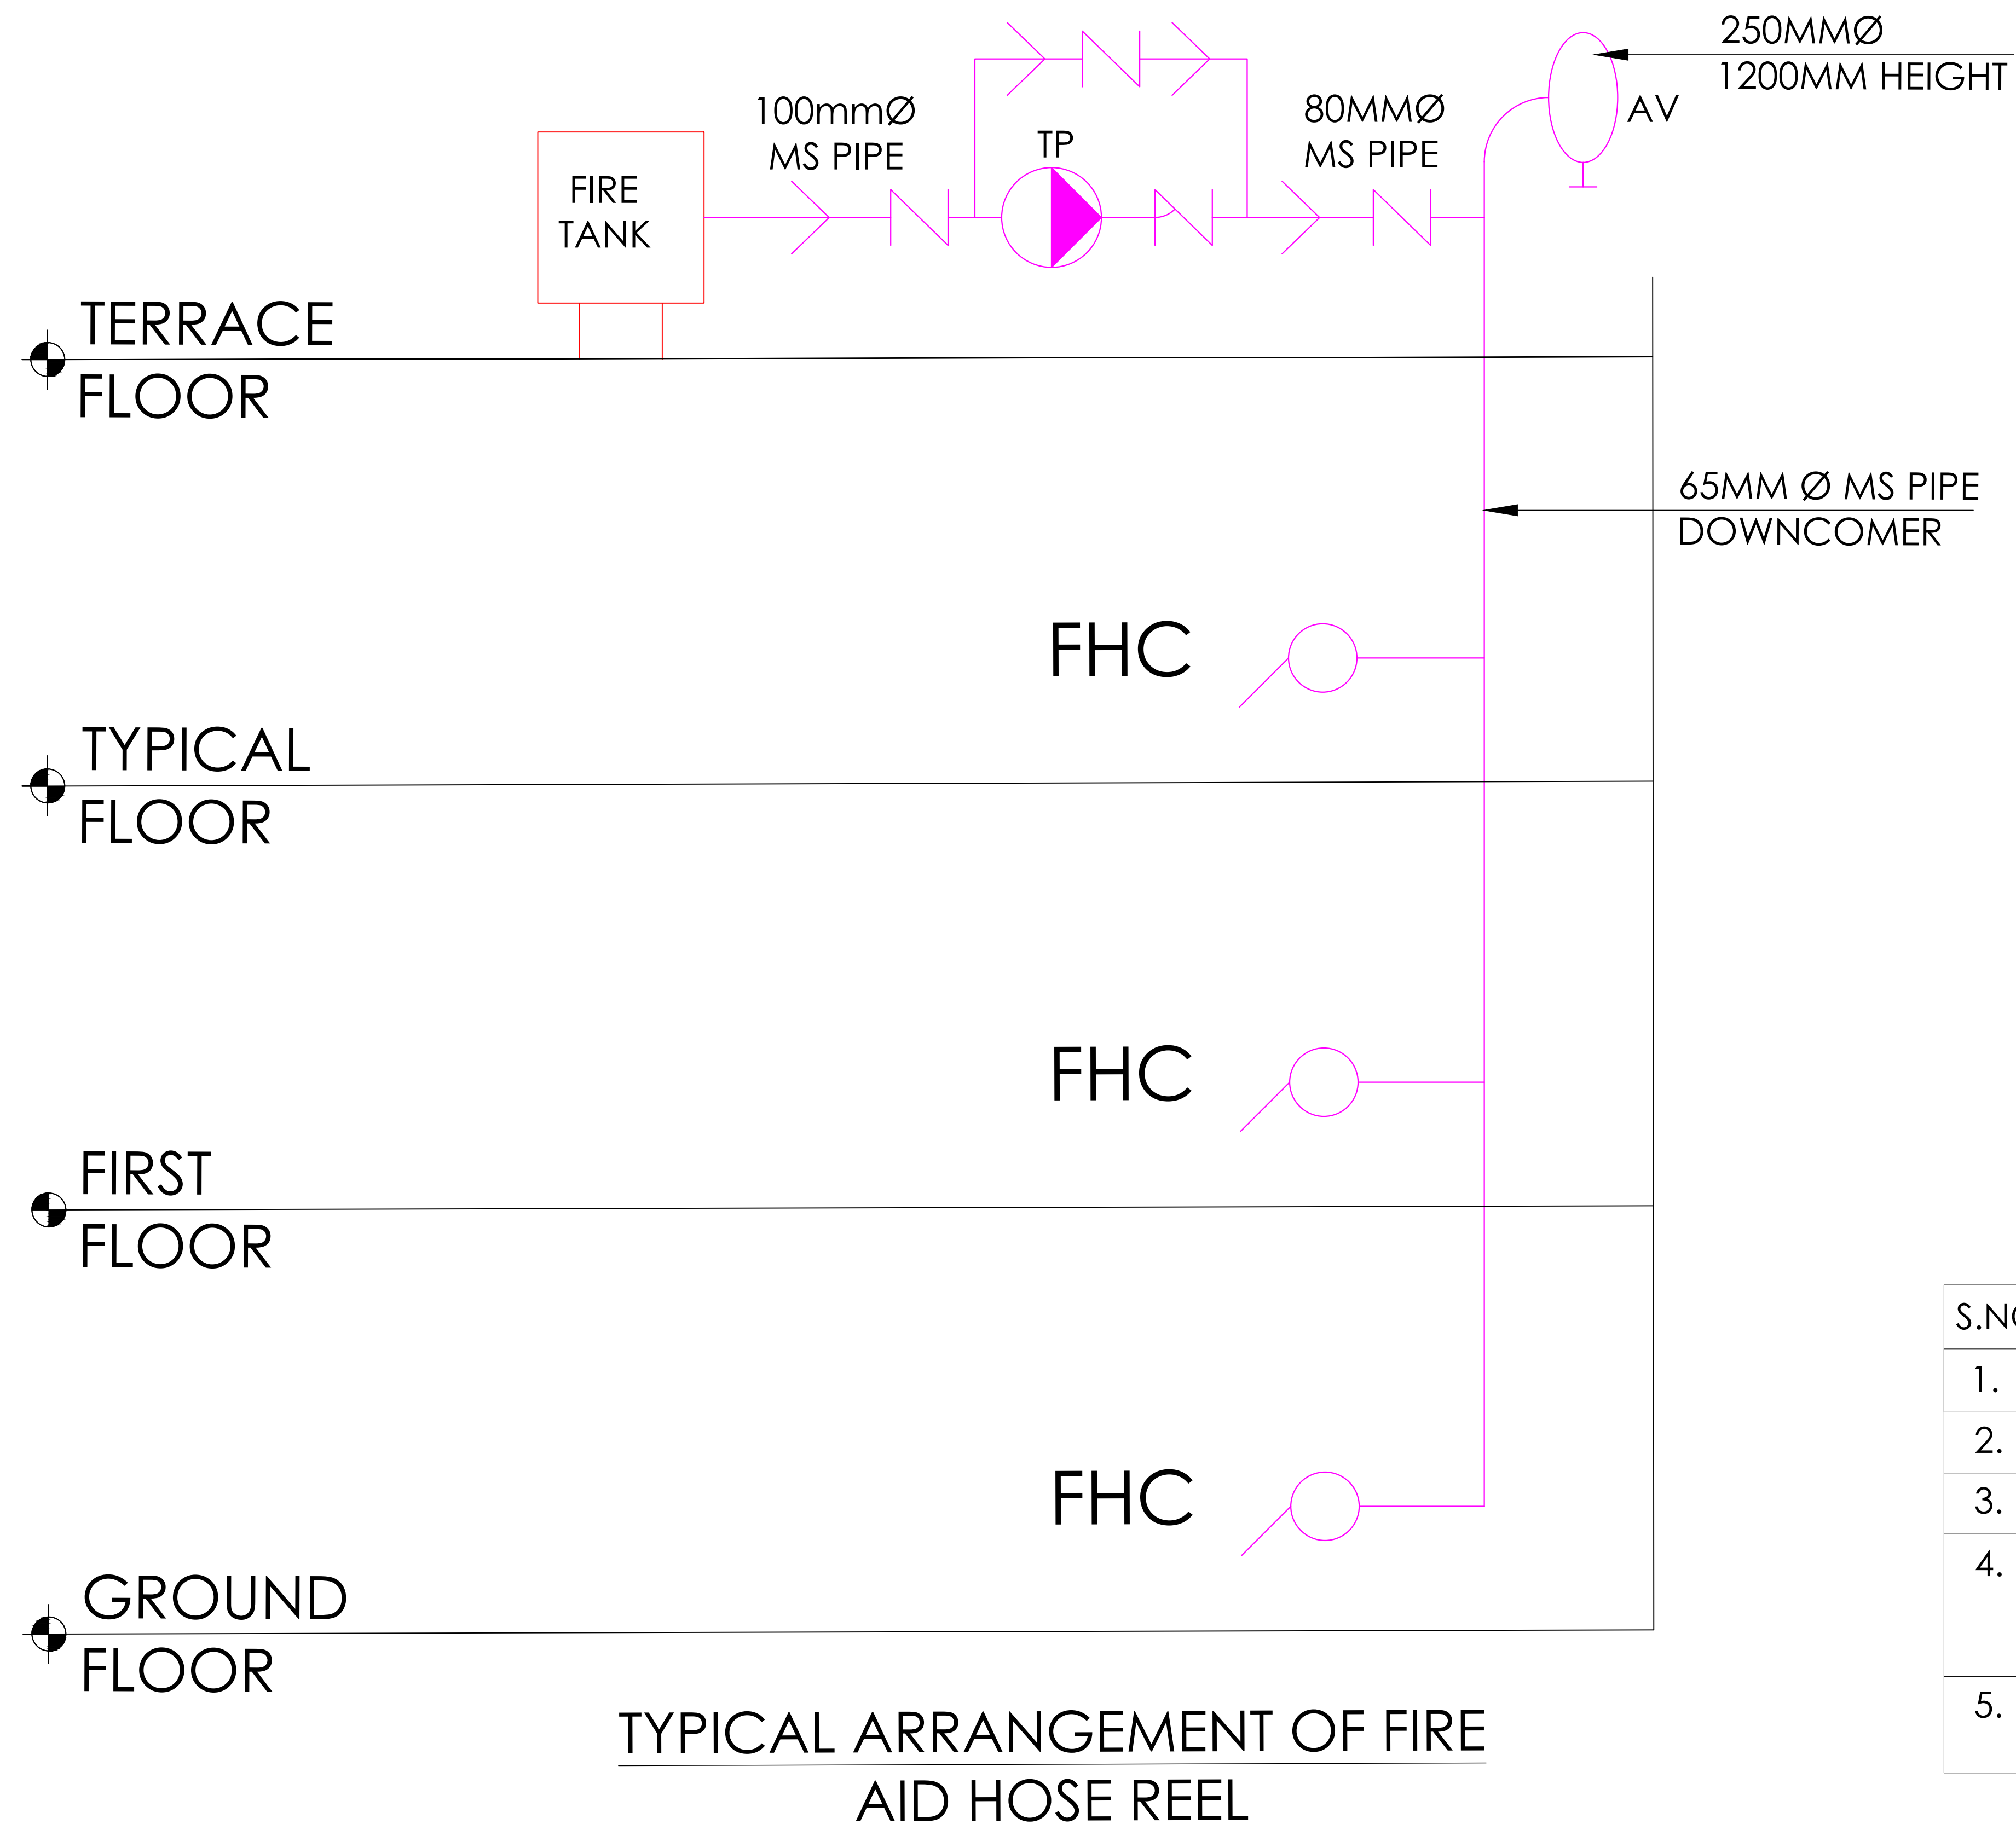 250MMØ
1200MM HEIGHT
AV
100mmØ
MS PIPE
TP
80MMØ
MS PIPE
FIRE
TANK
TERRACE
FLOOR
65MM Ø MS PIPE
DOWNCOMER
FHC
TYPICAL
FLOOR
FHC
FIRST
FLOOR
S.NO
1.
2.
3.
4.
5.
FHC
GROUND
FLOOR
TYPICAL ARRANGEMENT OF FIRE
AID HOSE REEL